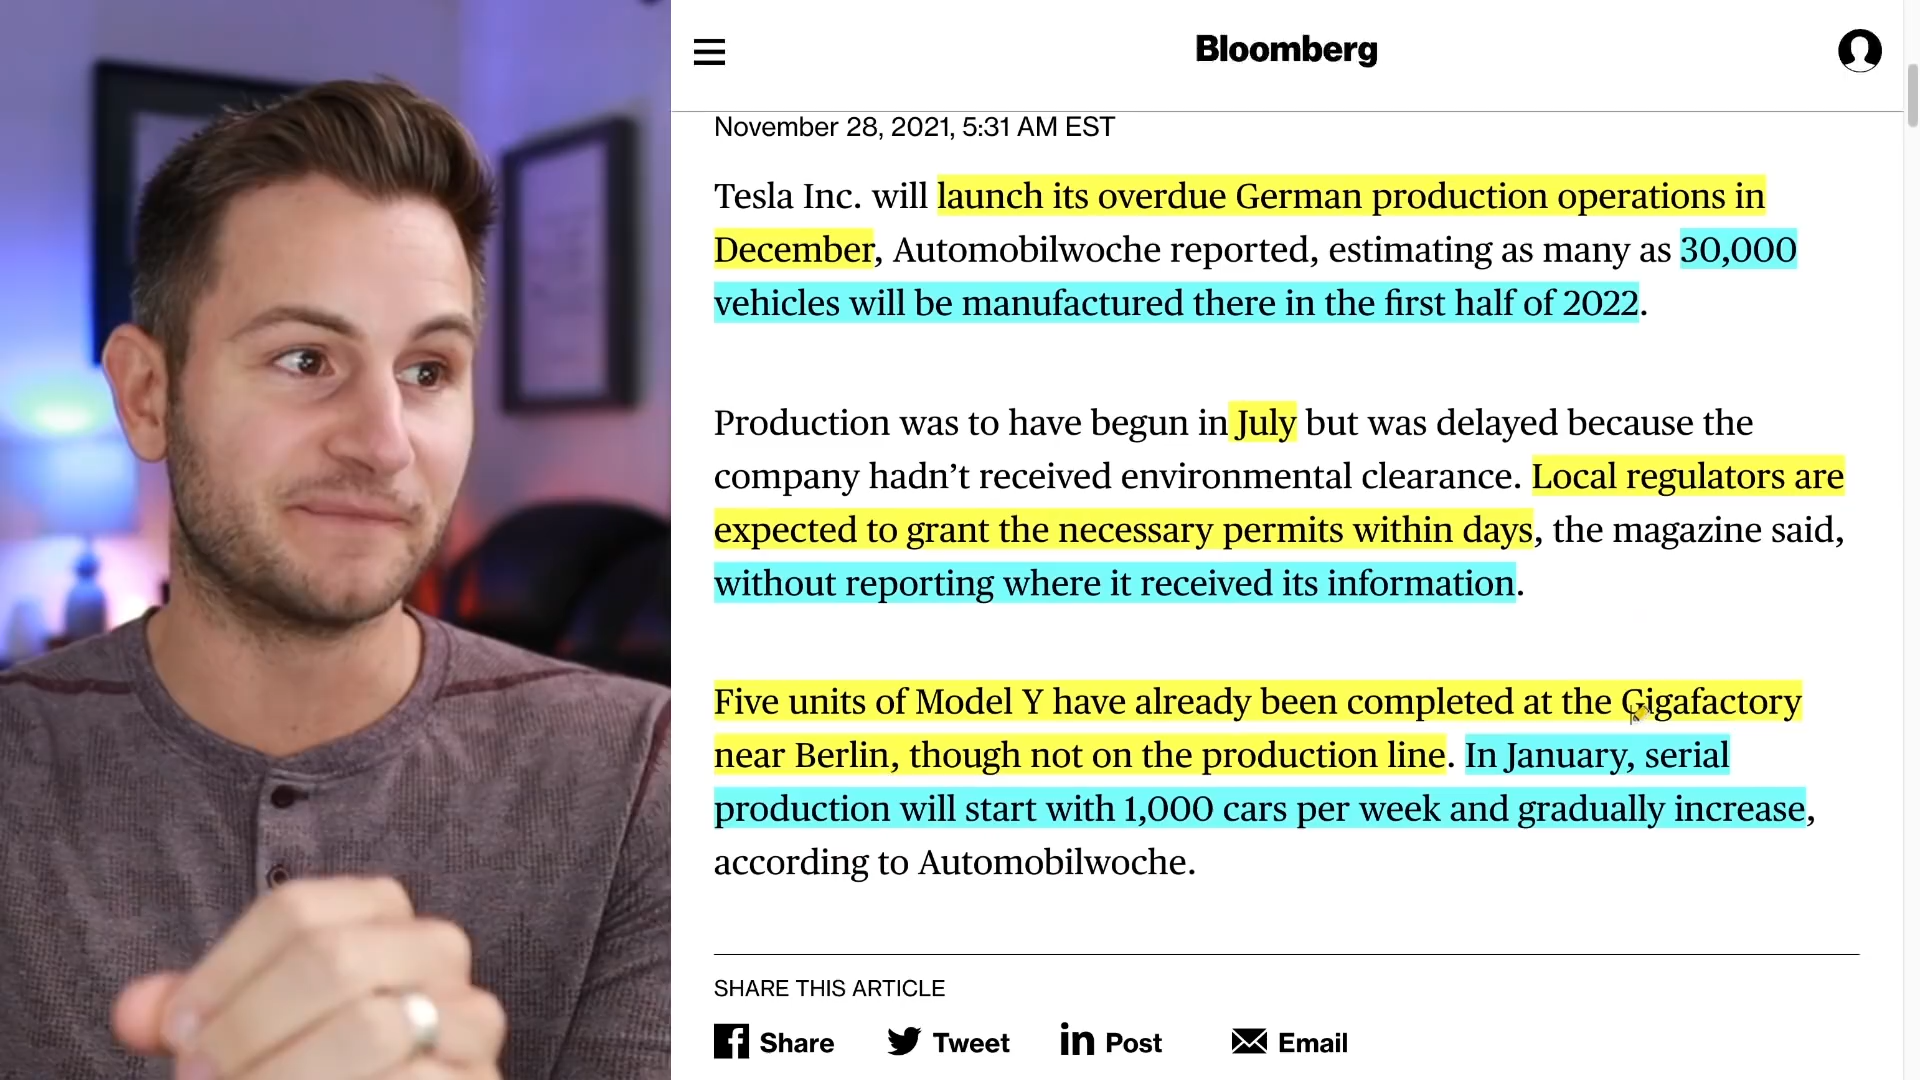 Bloomberg
November 28, 2021, 5:31 AM EST
Tesla Inc. will launch its overdue German production operations in
December, Automobilwoche reported, estimating as many as 30,000
vehicles will be manufactured there in the first half of 2022.
Production was to have begun in July but was delayed because the
company hadn’t received environmental clearance. Local regulators are
expected to grant the necessary permits within days, the magazine said,
without reporting where it received its information.
Five units of Model Y have already been completed at the Gigafactory
near Berlin, though not on the production line. In January, serial
production will start with 1,000 cars per week and gradually increase,
according to Automobilwoche.
SHARE THIS ARTICLE
Share Tweet Post Email